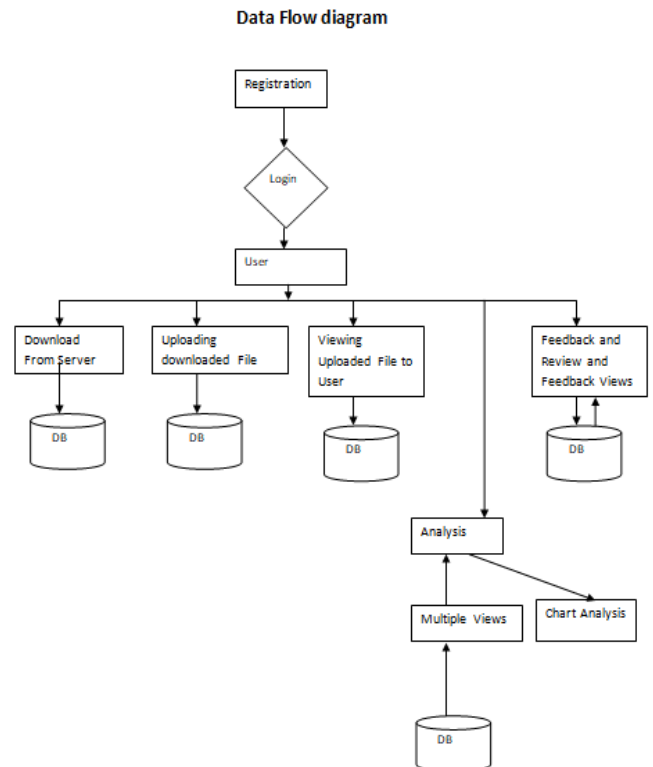 Data Flow diagram
Registration
Login
User
Download
From Server
Uploading
downloaded File
Viewing
Uploaded File to
User
Feedback and
Review and
Feedback Views
DB
DB
DB
DB
Analysis
Multiple Views
Chart Analysis
DB